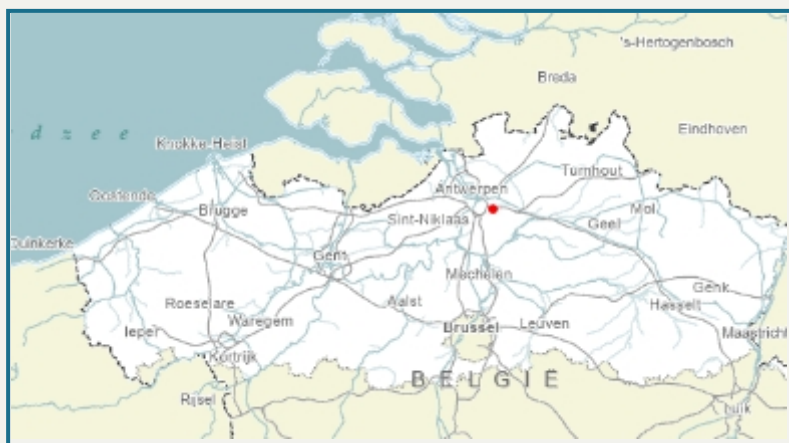 's-Hertogenbosch
Breda
Eindhoven
d z e e
Knokke-Heist
Turnhout
Antwerpen
Oostende
Brugge
Sint-Niklaas
Mol
Geel
Duinkerke
Gent
Mechelen
Genk
Roeselare
Aalst
Hasselt
Waregem
Ieper
Brussel
Leuven
Maastricht
Kortrijk
BELGIË
Rijsel
Luik